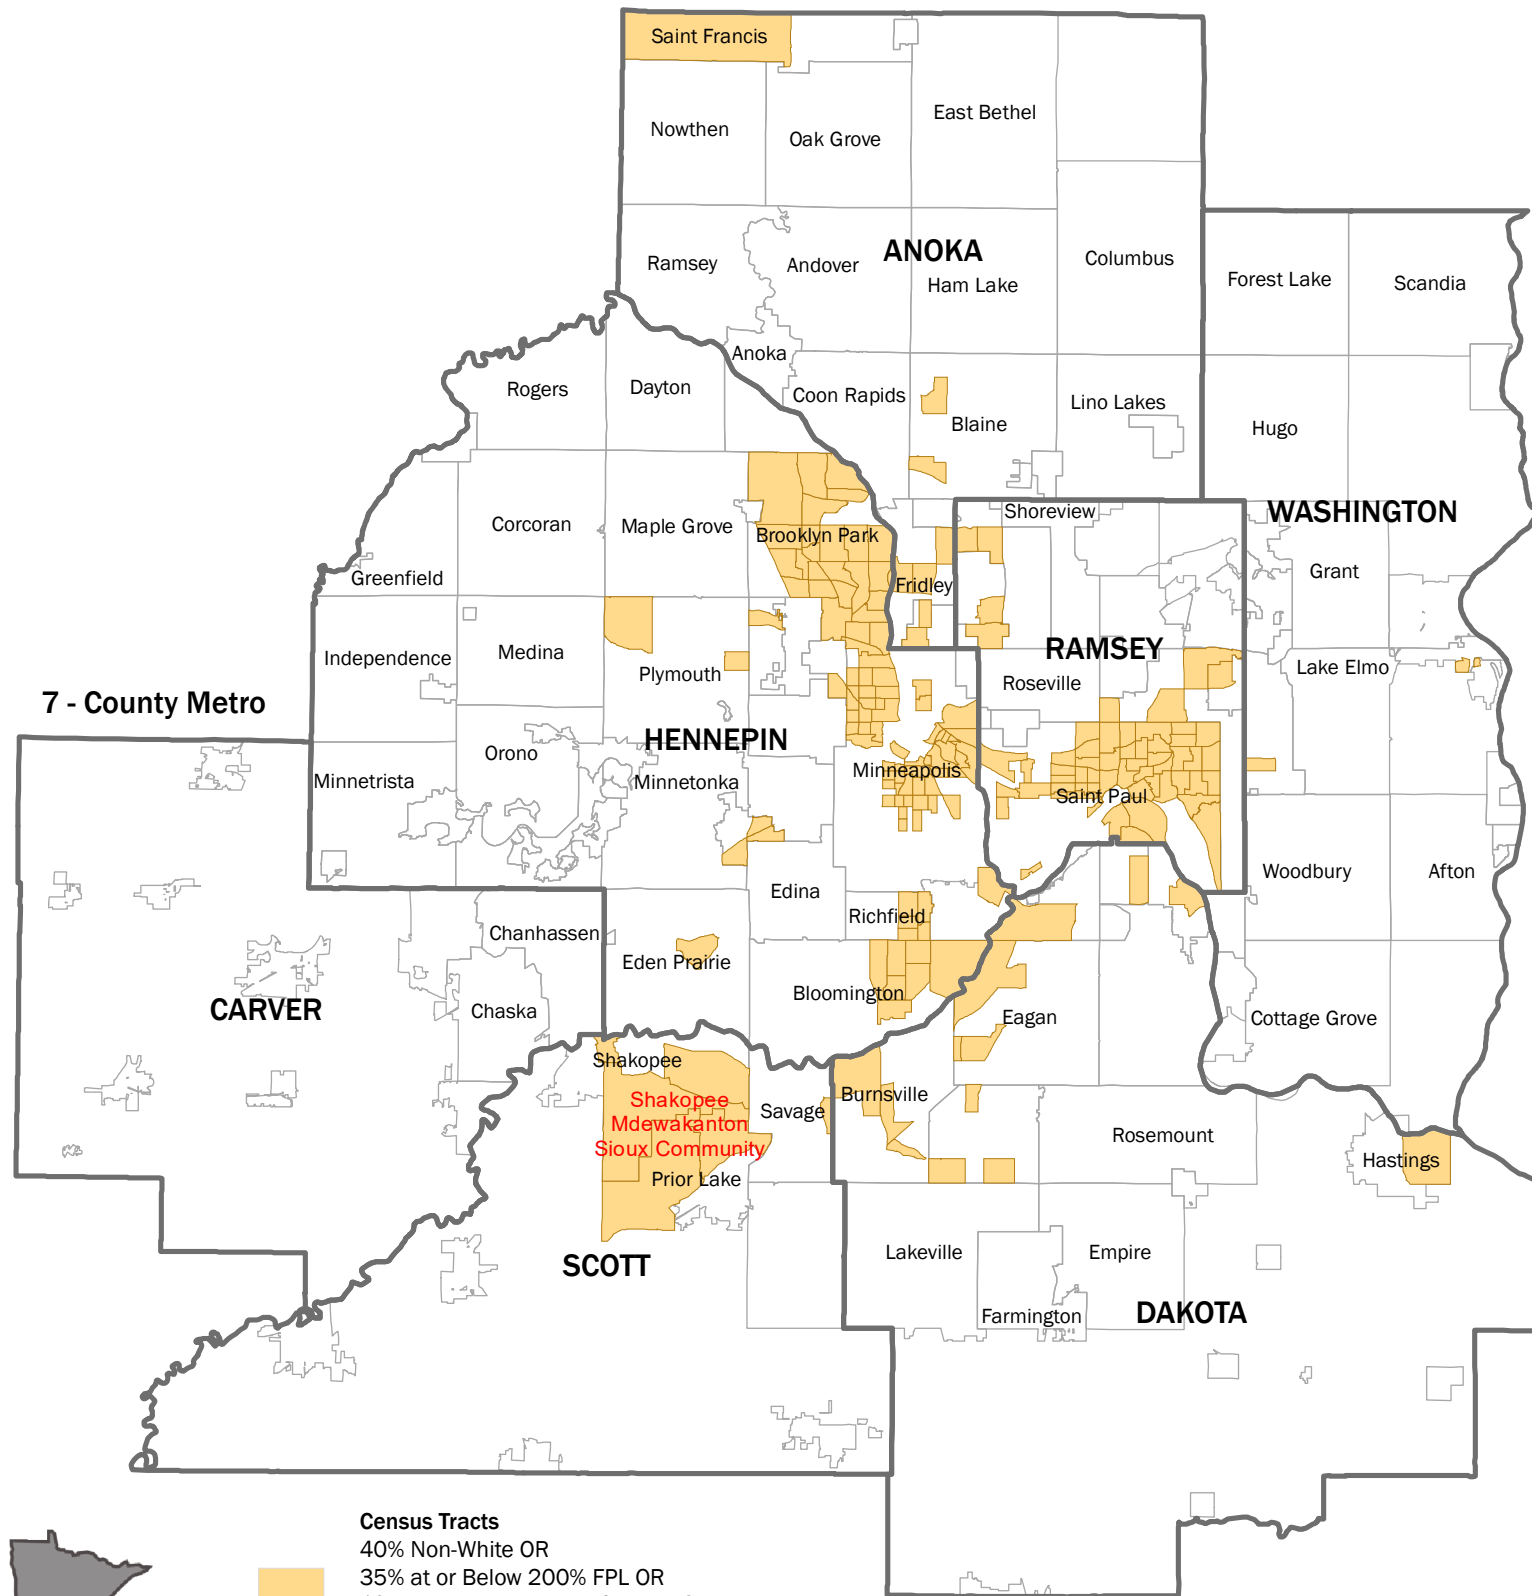 Saint Francis
East Bethel
Nowthen
Oak Grove
ANOKA
Columbus
Ramsey
Andover
Ham Lake
Forest Lake
Scandia
Anoka
Rogers
Dayton
Coon Rapids
Lino Lakes
Blaine
Hugo
Shoreview
WASHINGTON
Corcoran
Maple Grove
Brooklyn Park
Greenfield
Fridley
Grant
Independence
Medina
RAMSEY
Plymouth
Roseville
Lake Elmo
7 - County Metro
HENNEPIN
Orono
Minnetrista
Minnetonka
Minneapolis
Saint Paul
Woodbury
Afton
Edina
Richfield
Chanhassen
Eden Prairie
Bloomington
CARVER
Chaska
Eagan
Cottage Grove
Shakopee
Burnsville
Shakopee
Mdewakanton
Sioux Community
Savage
Rosemount
Hastings
Prior Lake
SCOTT
Lakeville
Empire
Farmington
DAKOTA
Census Tracts
40% Non-White OR
35% at or Below 200% FPL OR